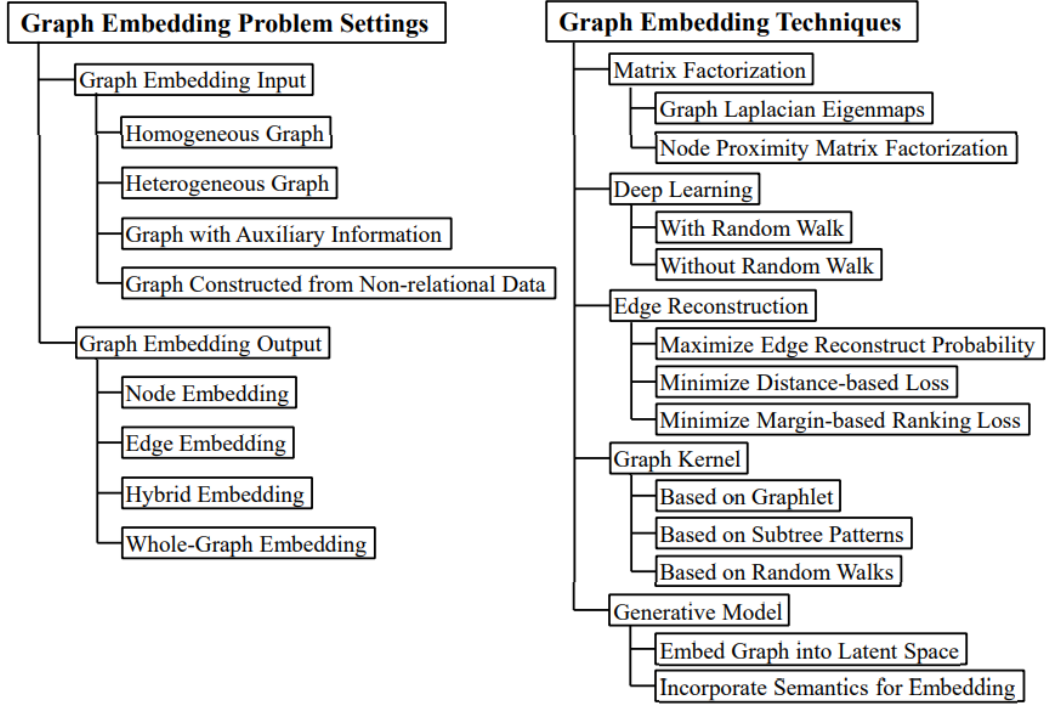 Graph Embedding Problem Settings
Graph Embedding Input
Homogeneous Graph
Heterogeneous Graph
Graph with Auxiliary Information
Graph Constructed from Non-relational Data
Graph Embedding Output
Node Embedding
Edge Embedding
Hybrid Embedding
Whole-Graph Embedding
Graph Embedding Techniques
Matrix Factorization
Graph Laplacian Eigenmaps
Node Proximity Matrix Factorization
Deep Learning
With Random Walk
Without Random Walk
Edge Reconstruction
Maximize Edge Reconstruct Probability
Minimize Distance-based Loss
Minimize Margin-based Ranking Loss
Graph Kernel
Based on Graphlet
Based on Subtree Patterns
Based on Random Walks
Generative Model
Embed Graph into Latent Space
Incorporate Semantics for Embedding